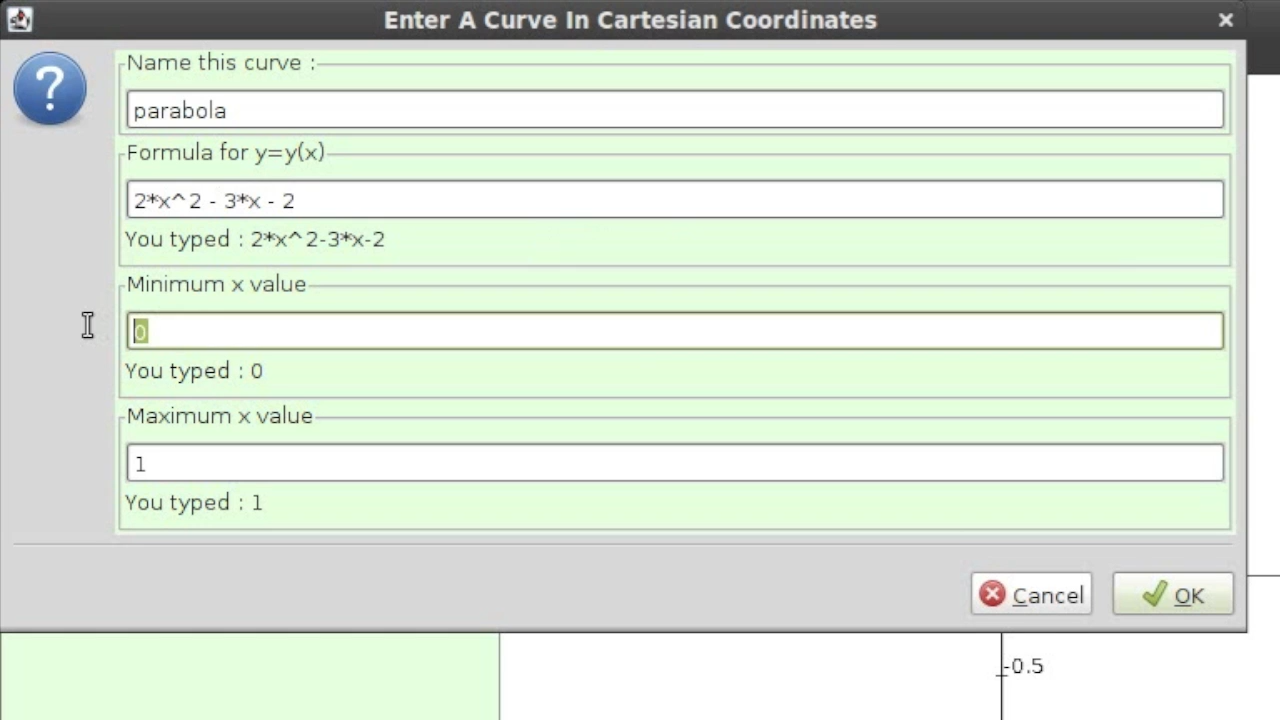 Enter A Curve In Cartesian Coordinates
Name this curve :
parabola
Formula for y=y(x)
2*x^2 - 3*x - 2
You typed : 2*x^2-3*x-2
Minimum x value
0
You typed : 0
Maximum x value
1
You typed : 1
Cancel
OK
-0.5